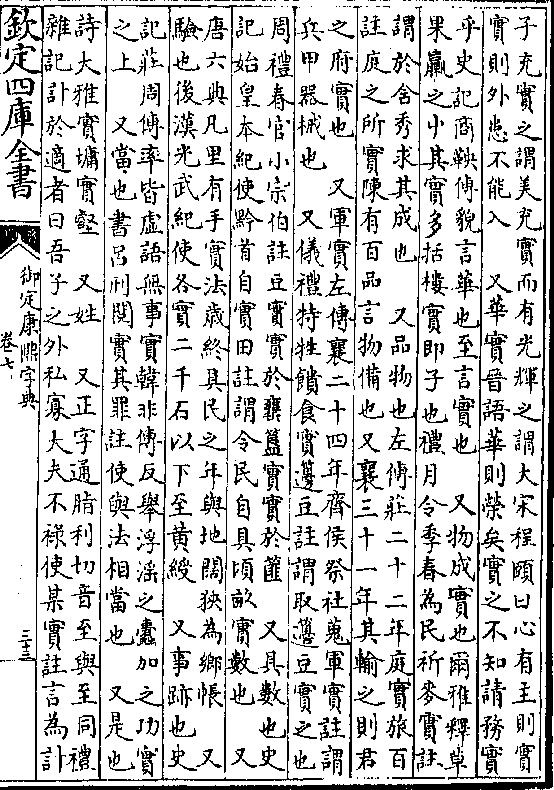 子充實之謂美充實而有光輝之謂大宋程頤曰心有主則實
實則外患不能入　又華實晉語華則榮矣實之不知請務實
乎史記商鞅傳貌言華也至言實也　又物成實也爾雅釋草
果臝之實其實多括樓實即子也禮月令季春為民祈麥實註
謂於含秀求其成也　又品物也左傳莊二十二年庭實旅百
註庭之所實陳有百品言物備也又襄三十一年其輸之則君
之府實也　又軍實左傳襄二十四年齊侯祭社蒐軍實註謂
兵甲器械也　又儀禮特牲饋食實籩豆註謂取籩豆實之也
周禮春官小宗伯註豆實實於甕簋實實於篚　又具數也史
記始皇本紀使黔首自實田註謂令民自具頃畝實數也　又
唐六典凡里有手實法歲終具民之年與地闊狹為鄉帳　又
驗也後漢光武紀使各實二千石以下至黃綬　又事跡也史
記莊周傳率皆虛語無事實韓非傳反舉浮淫之蠹加之功實
之上　又當也書呂刑閱實其罪註使與法相當也　又是也
詩大雅實墉實壑　又姓　又正字通脂利切音至與至同禮
雜記訃於適者曰吾子之外私寡大夫不祿使某實註言為訃
欽定四庫全書
御定康熙字典
卷七
三十三